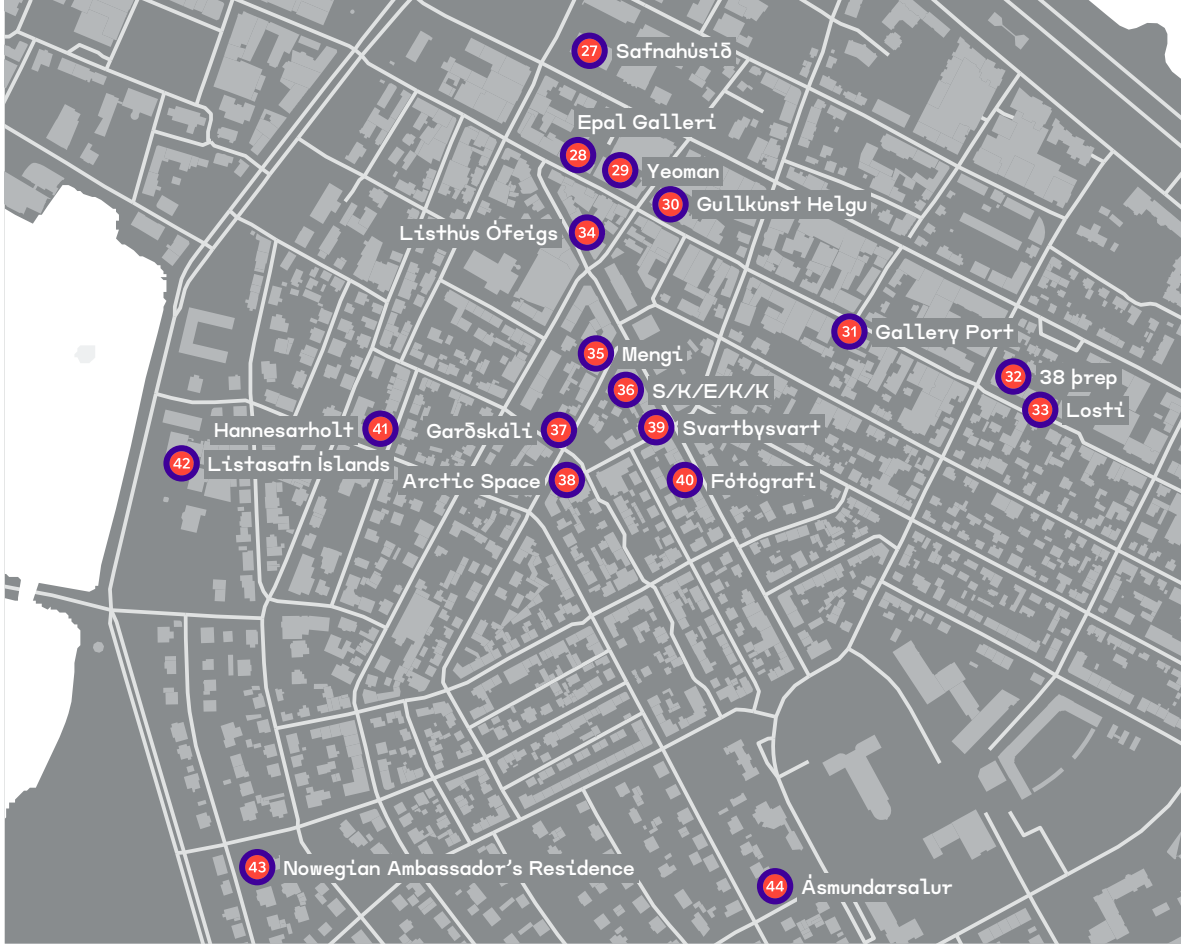 27 Safnahúsið
Epal Gallerí
28
29 Yeoman
30 Gullkúnst Helgu
Listhús Ófeigs 34
31 Gallery Port
35 Mengi
32 38 þrep
36 S/K/E/K/K
33 Losti
Hannesarholt 41
Garðskáli 37
39 Svartbysvart
42 Listasafn Íslands
Arctic Space 38
40 Fótógrafí
43 Nowegian Ambassador's Residence
44 Ásmundarsalur